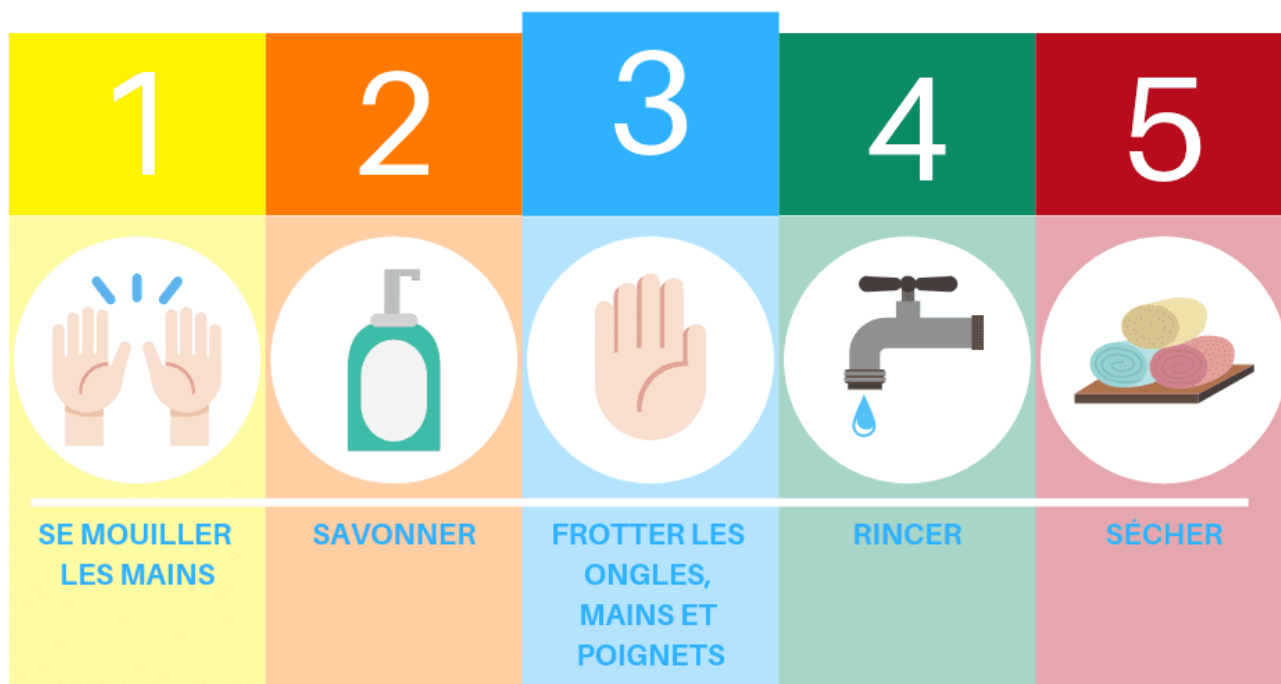 1
2
3
4
5
SE MOUILLER
LES MAINS
SAVONNER
FROTTER LES
ONGLES,
MAINS ET
POIGNETS
RINCER
SÉCHER